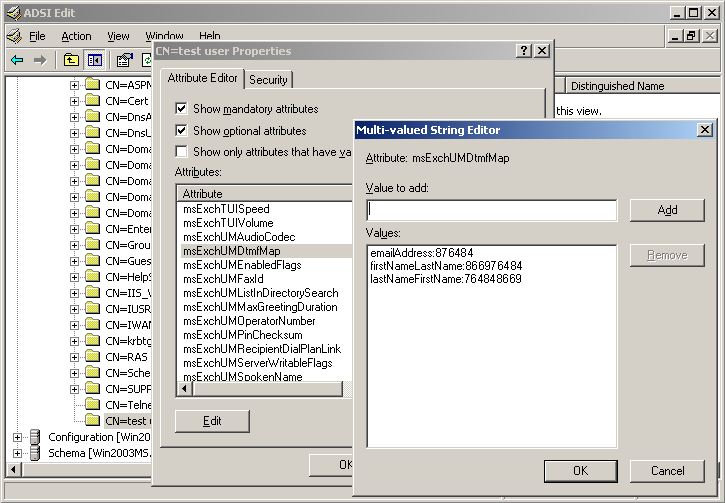 ADSI Edit
File Action View Window Help
CN=ASPN
CN=Cert
CN=DnsA
CN=DnsU
CN=Doma
CN=Doma
CN=Doma
CN=Doma
CN=Doma
CN=Enter
CN=Grou
CN=Gues
CN=HelpS
CN=IIS_V
CN=IUSR
CN=IWAN
CN=krbtg
CN=RAS
CN=Sche
CN=SUPF
CN=Telne
CN=test u
Configuration [Win200
Schema [Win2003MS.
Distinguished Name
this view.
CN=test user Properties
Attribute Editor
Security
Show mandatory attributes
Show optional attributes
Show only attributes that have va
Attributes:
Attribute
msExchTUISpeed
msExchTUIVolume
msExchUMAudioCodec
msExchUMDtmfMap
msExchUMEnabledFlags
msExchUMFaxId
msExchUMListInDirectorySearch
msExchUMMaxGreetingDuration
msExchUMOperatorNumber
msExchUMPinChecksum
msExchUMRecipientDialPlanLink
msExchUMServerWritableFlags
msExchUMSpokenName
Edit
OK
Multi-valued String Editor
Attribute: msExchUMDtmfMap
Value to add:
Add
Values:
emailAddress:876484
firstNameLastName:866976484
lastNameFirstName:764848669
Remove
OK
Cancel